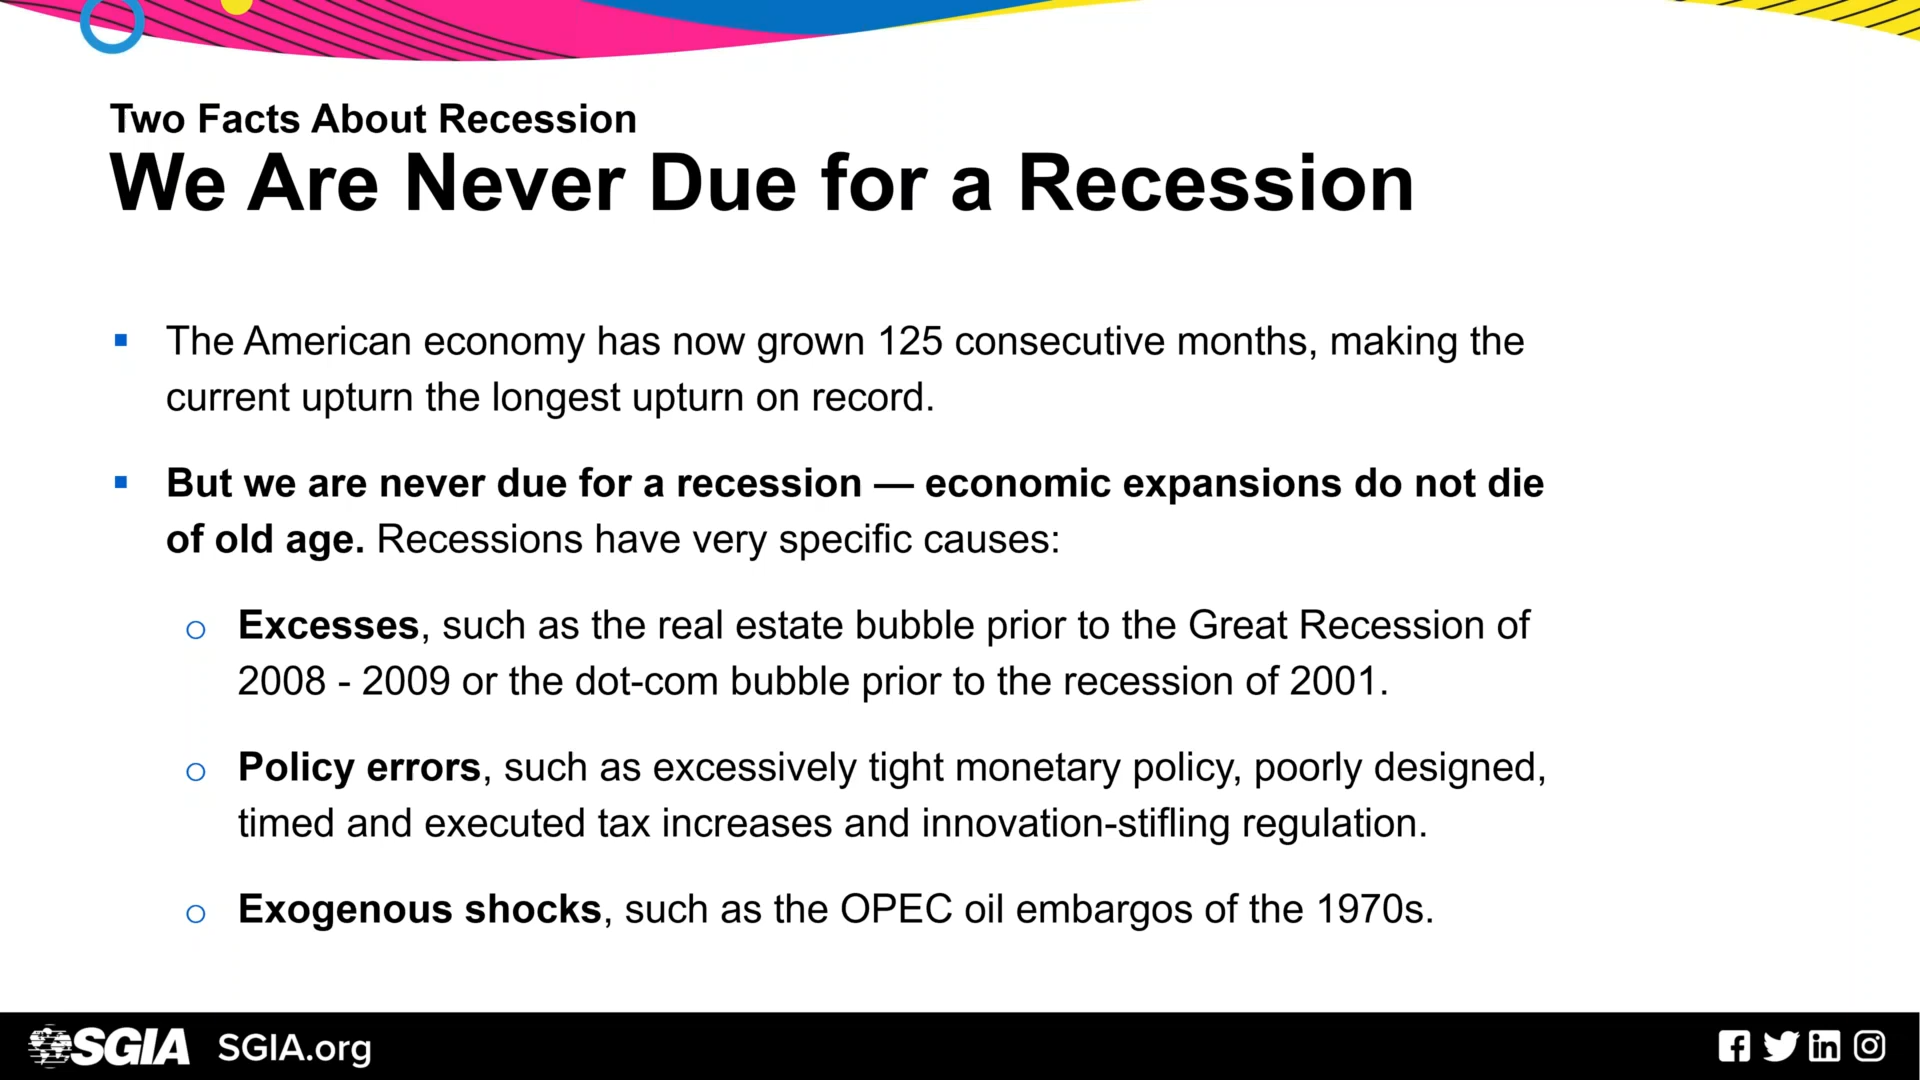 Two Facts About Recession
We Are Never Due for a Recession
The American economy has now grown 125 consecutive months, making the
current upturn the longest upturn on record.
But we are never due for a recession — economic expansions do not die
of old age. Recessions have very specific causes:
Excesses, such as the real estate bubble prior to the Great Recession of
2008 - 2009 or the dot-com bubble prior to the recession of 2001.
Policy errors, such as excessively tight monetary policy, poorly designed,
timed and executed tax increases and innovation-stifling regulation.
Exogenous shocks, such as the OPEC oil embargos of the 1970s.
SGIA SGIA.org